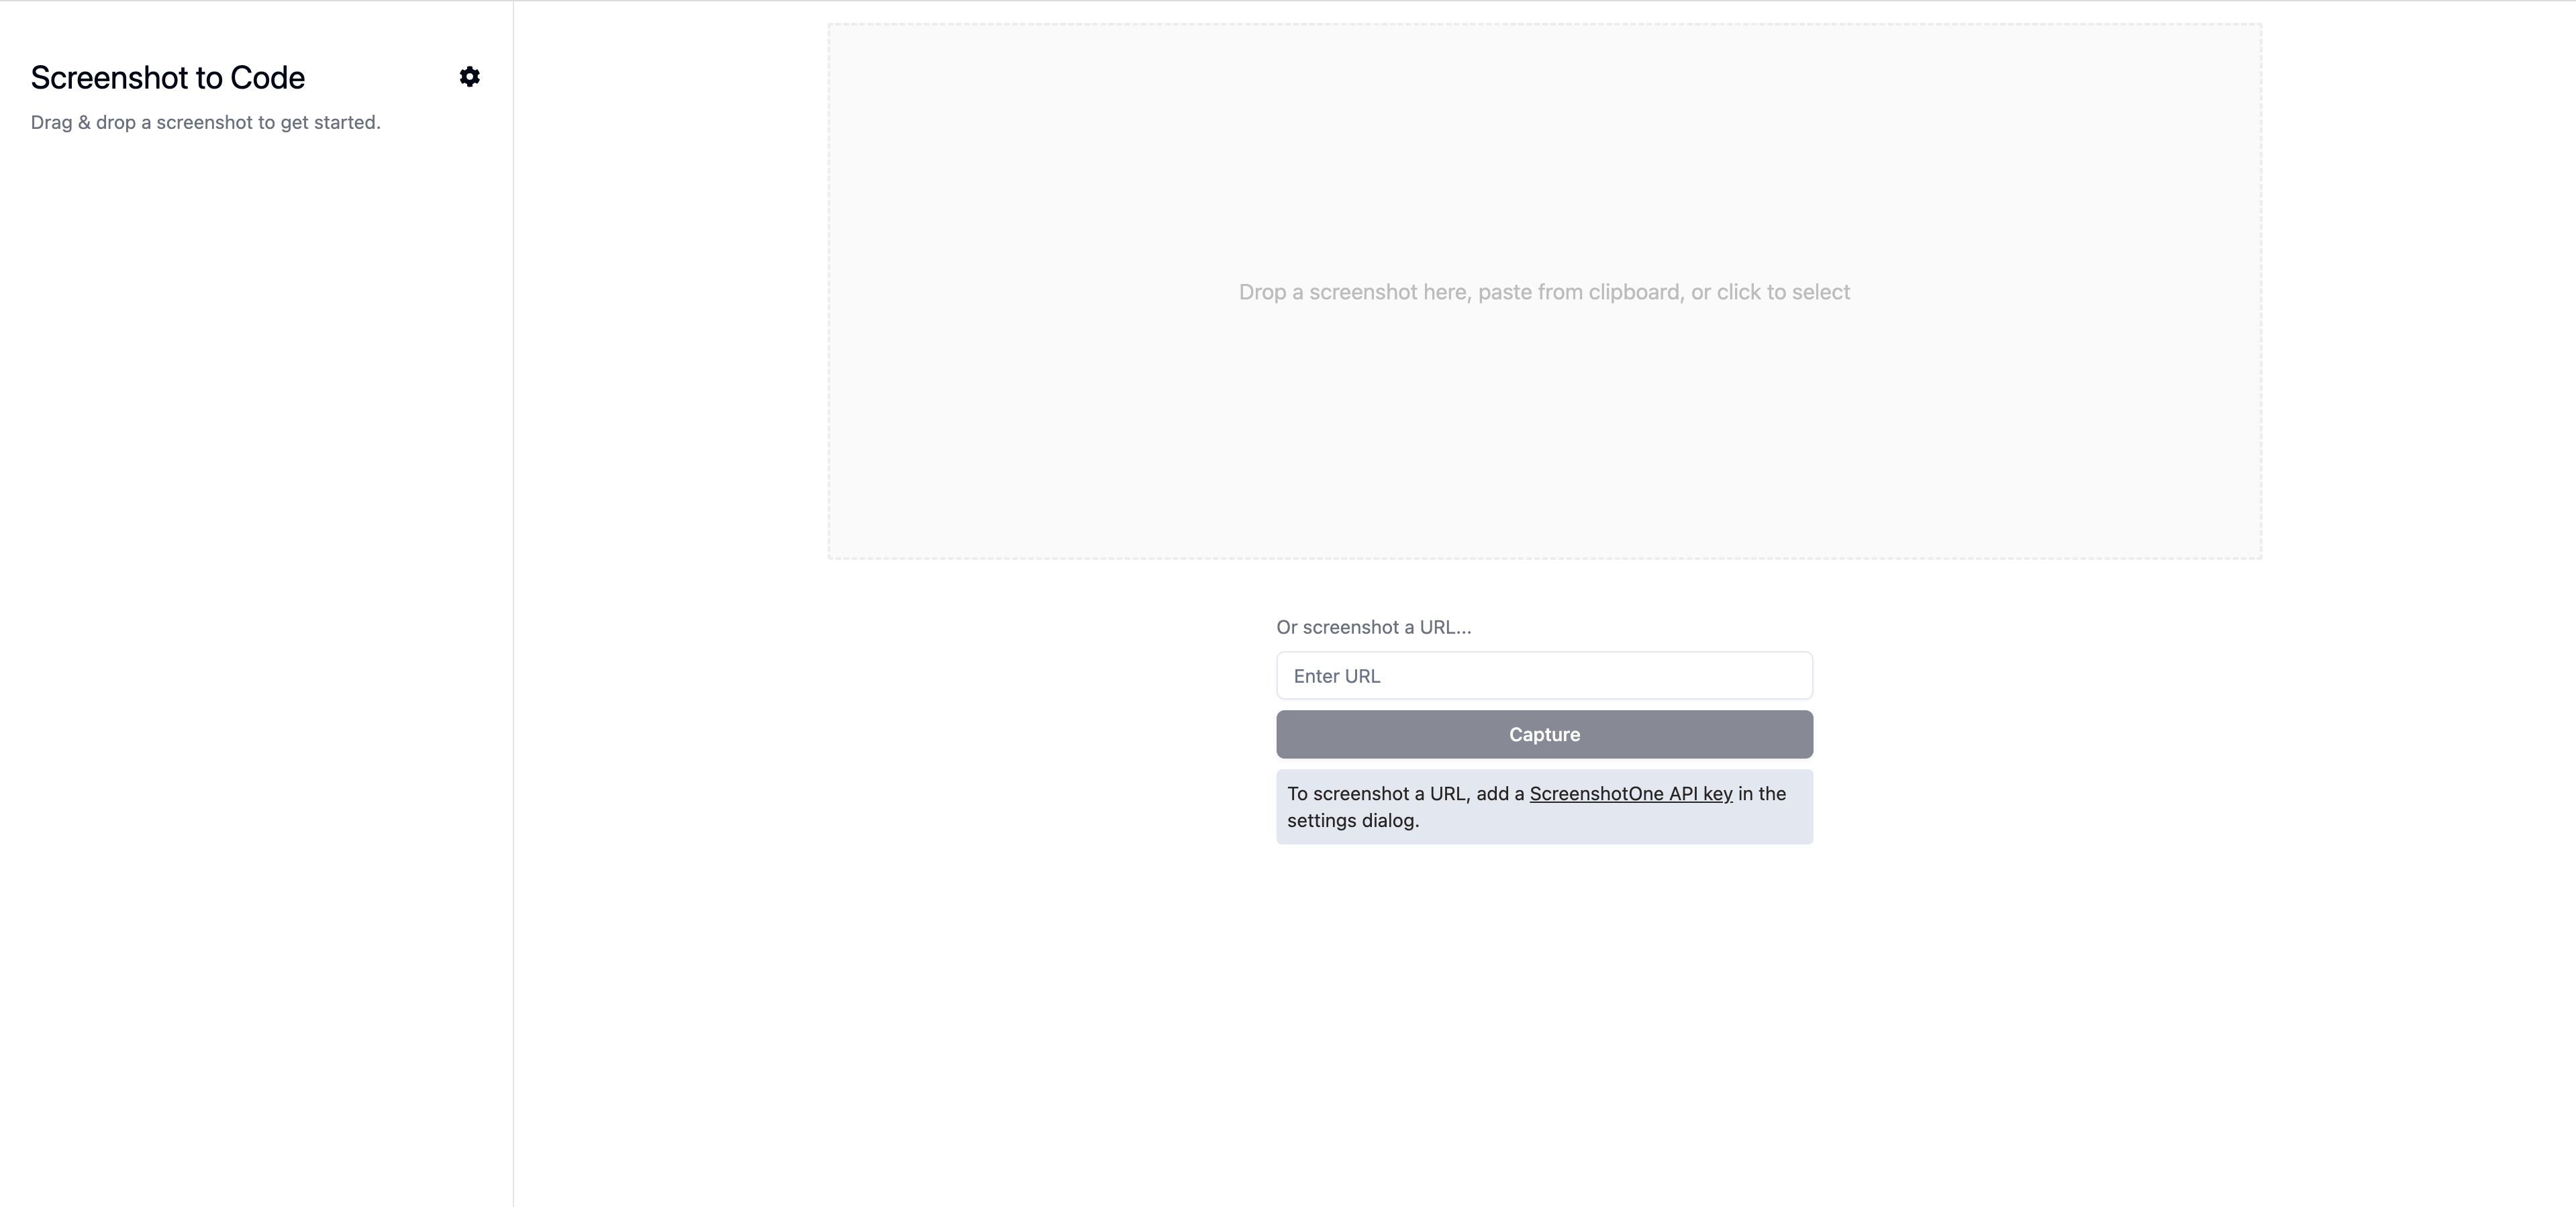 Screenshot to Code
Drag & drop a screenshot to get started.
Drop a screenshot here, paste from clipboard, or click to select
Or screenshot a URL...
Enter URL
Capture
To screenshot a URL, add a ScreenshotOne API key in the
settings dialog.